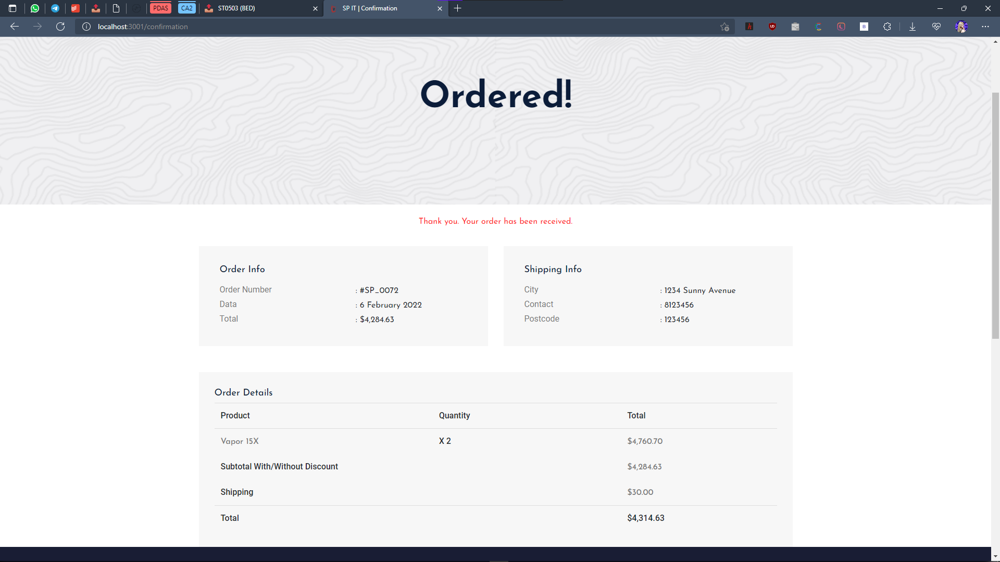 PDAS
CA2
ST0503 (BED)
SP IT | Confirmation
localhost:3001/confirmation
Ordered!
Thank you. Your order has been received.
Order Info
Order Number : #SP_0072
Data : 6 February 2022
Total : $4,284.63
Shipping Info
City : 1234 Sunny Avenue
Contact : 8123456
Postcode : 123456
Order Details
Product Quantity Total
Vapor 15X X 2 $4,760.70
Subtotal With/Without Discount $4,284.63
Shipping $30.00
Total $4,314.63